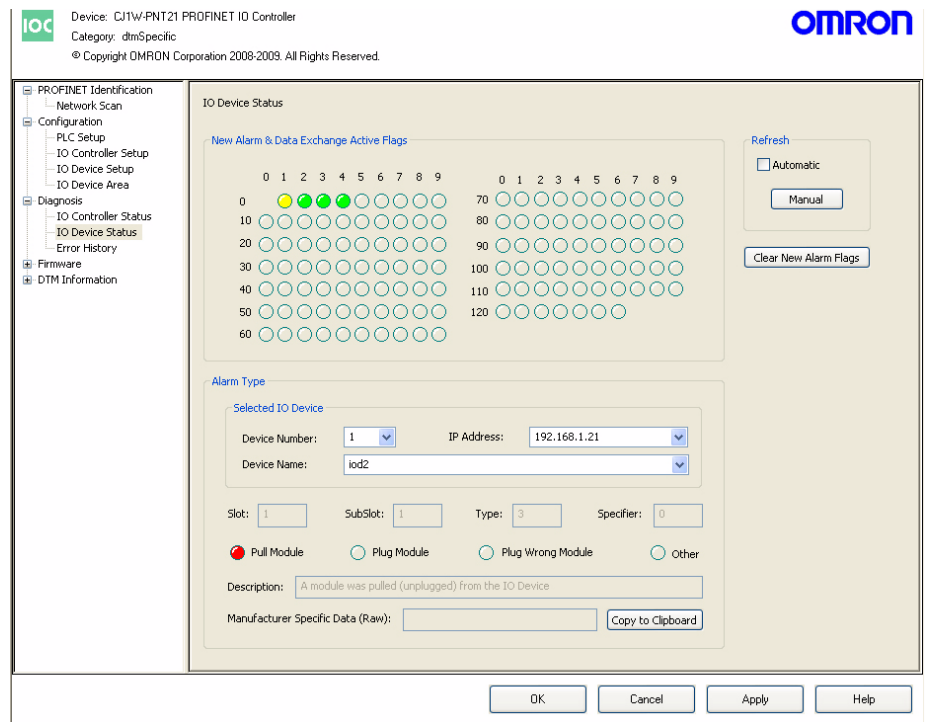 IOC
Device: CJ1W-PNT21 PROFINET IO Controller
Category: dtmSpecific
© Copyright OMRON Corporation 2008-2009. All Rights Reserved.
OMRON
PROFINET Identification
Network Scan
Configuration
PLC Setup
IO Controller Setup
IO Device Setup
IO Device Area
Diagnosis
IO Controller Status
IO Device Status
Error History
Firmware
DTM Information
IO Device Status
New Alarm & Data Exchange Active Flags
0 1 2 3 4 5 6 7 8 9
0
10
20
30
40
50
60
0 1 2 3 4 5 6 7 8 9
70
80
90
100
110
120
Refresh
Automatic
Manual
Clear New Alarm Flags
Alarm Type
Selected IO Device
Device Number: 1 IP Address: 192.168.1.21
Device Name: iod2
Slot: 1 SubSlot: 1 Type: 3 Specifier: 0
Pull Module Plug Module Plug Wrong Module Other
Description: A module was pulled (unplugged) from the IO Device
Manufacturer Specific Data (Raw): Copy to Clipboard
OK Cancel Apply Help